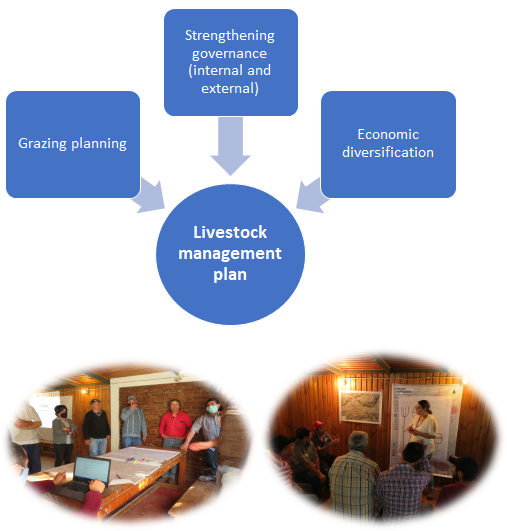 Strengthening
governance
(internal and
external)
Grazing planning
Economic
diversification
Livestock
management
plan